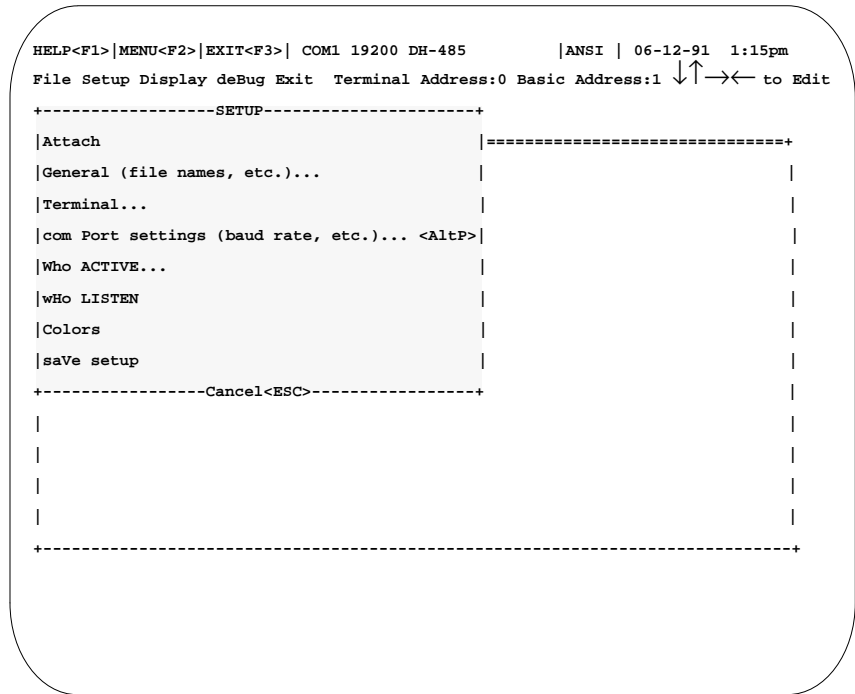 HELP<F1>|MENU<F2>|EXIT<F3>| COM1 19200 DH-485 |ANSI | 06-12-91 1:15pm
File Setup Display deBug Exit Terminal Address:0 Basic Address:1 ↓↑→← to Edit
+------------------SETUP----------------------+
|Attach |===============================+
|General (file names, etc.)... | |
|Terminal... | |
|com Port settings (baud rate, etc.)... <AltP>| |
|Who ACTIVE... | |
|wHo LISTEN | |
|Colors | |
|saVe setup | |
+-----------------Cancel<ESC>-----------------+ |
| |
| |
| |
| |
+------------------------------------------------------------------------------+